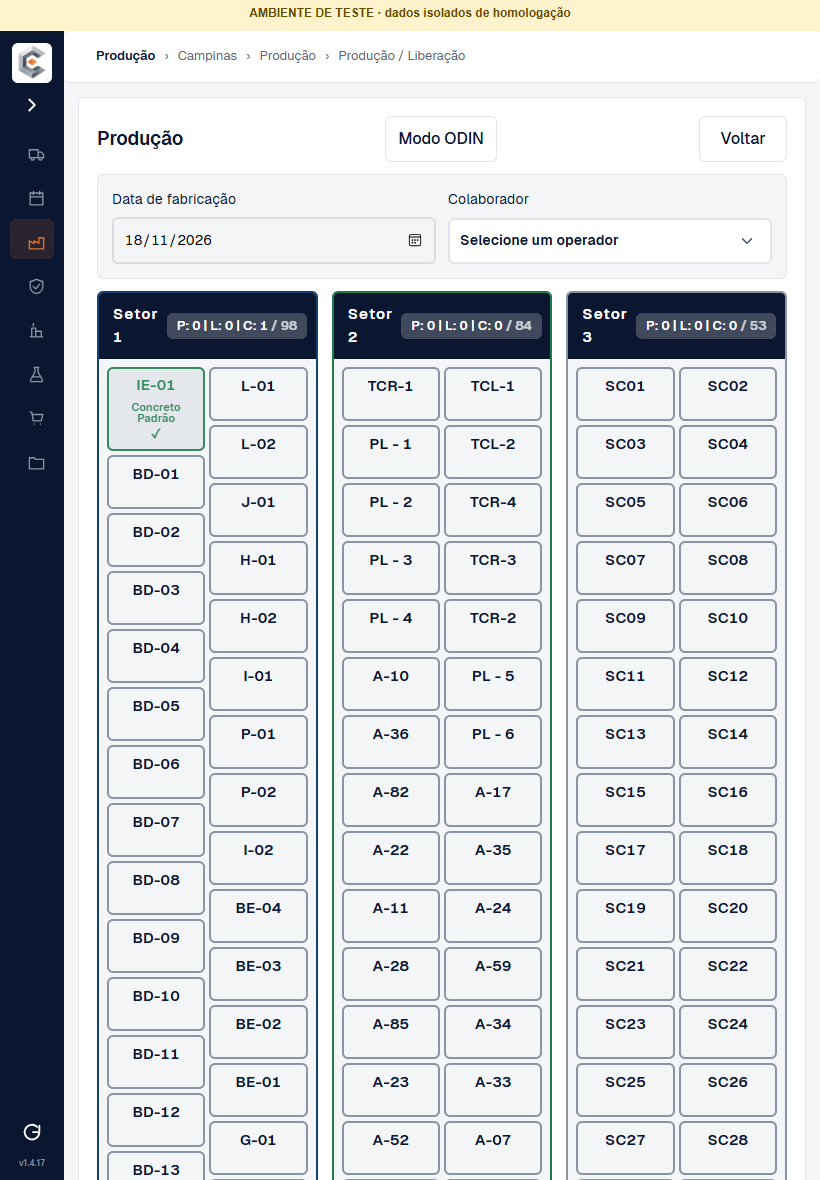 AMBIENTE DE TESTE · dados isolados de homologação
Produção › Campinas › Produção › Produção / Liberação
Produção
Modo ODIN
Voltar
Data de fabricação
Colaborador
18/11/2026
Selecione um operador
Setor 1
P: 0 | L: 0 | C: 1 / 98
IE-01
Concreto
Padrão
✓
BD-01
BD-02
BD-03
BD-04
BD-05
BD-06
BD-07
BD-08
BD-09
BD-10
BD-11
BD-12
BD-13
L-01
L-02
J-01
H-01
H-02
I-01
P-01
P-02
I-02
BE-04
BE-03
BE-02
BE-01
G-01
Setor 2
P: 0 | L: 0 | C: 0 / 84
TCR-1 TCL-1
PL - 1 TCL-2
PL - 2 TCR-4
PL - 3 TCR-3
PL - 4 TCR-2
A-10 PL - 5
A-36 PL - 6
A-82 A-17
A-22 A-35
A-11 A-24
A-28 A-59
A-85 A-34
A-23 A-33
A-52 A-07
Setor 3
P: 0 | L: 0 | C: 0 / 53
SC01 SC02
SC03 SC04
SC05 SC06
SC07 SC08
SC09 SC10
SC11 SC12
SC13 SC14
SC15 SC16
SC17 SC18
SC19 SC20
SC21 SC22
SC23 SC24
SC25 SC26
SC27 SC28
v1.4.17